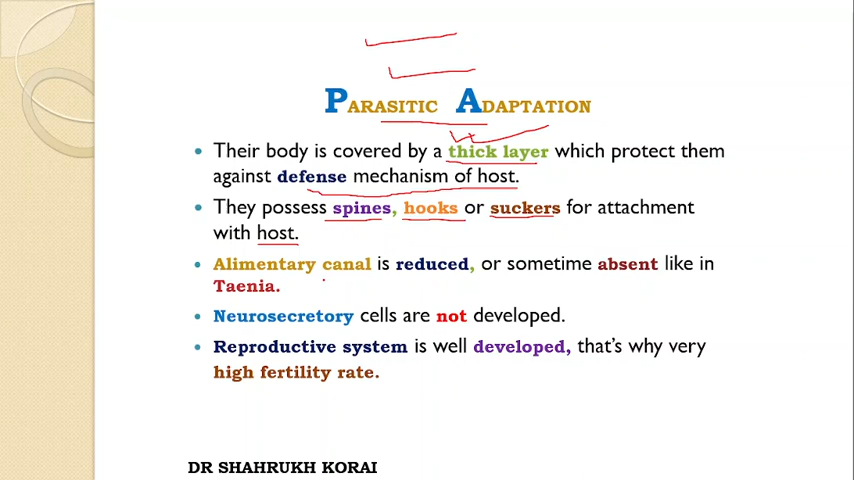 PARASITIC ADAPTATION
• Their body is covered by a thick layer which protect them
against defense mechanism of host.
• They possess spines, hooks or suckers for attachment
with host.
• Alimentary canal is reduced, or sometime absent like in
Taenia.
• Neurosecretory cells are not developed.
• Reproductive system is well developed, that's why very
high fertility rate.
DR SHAHRUKH KORAI